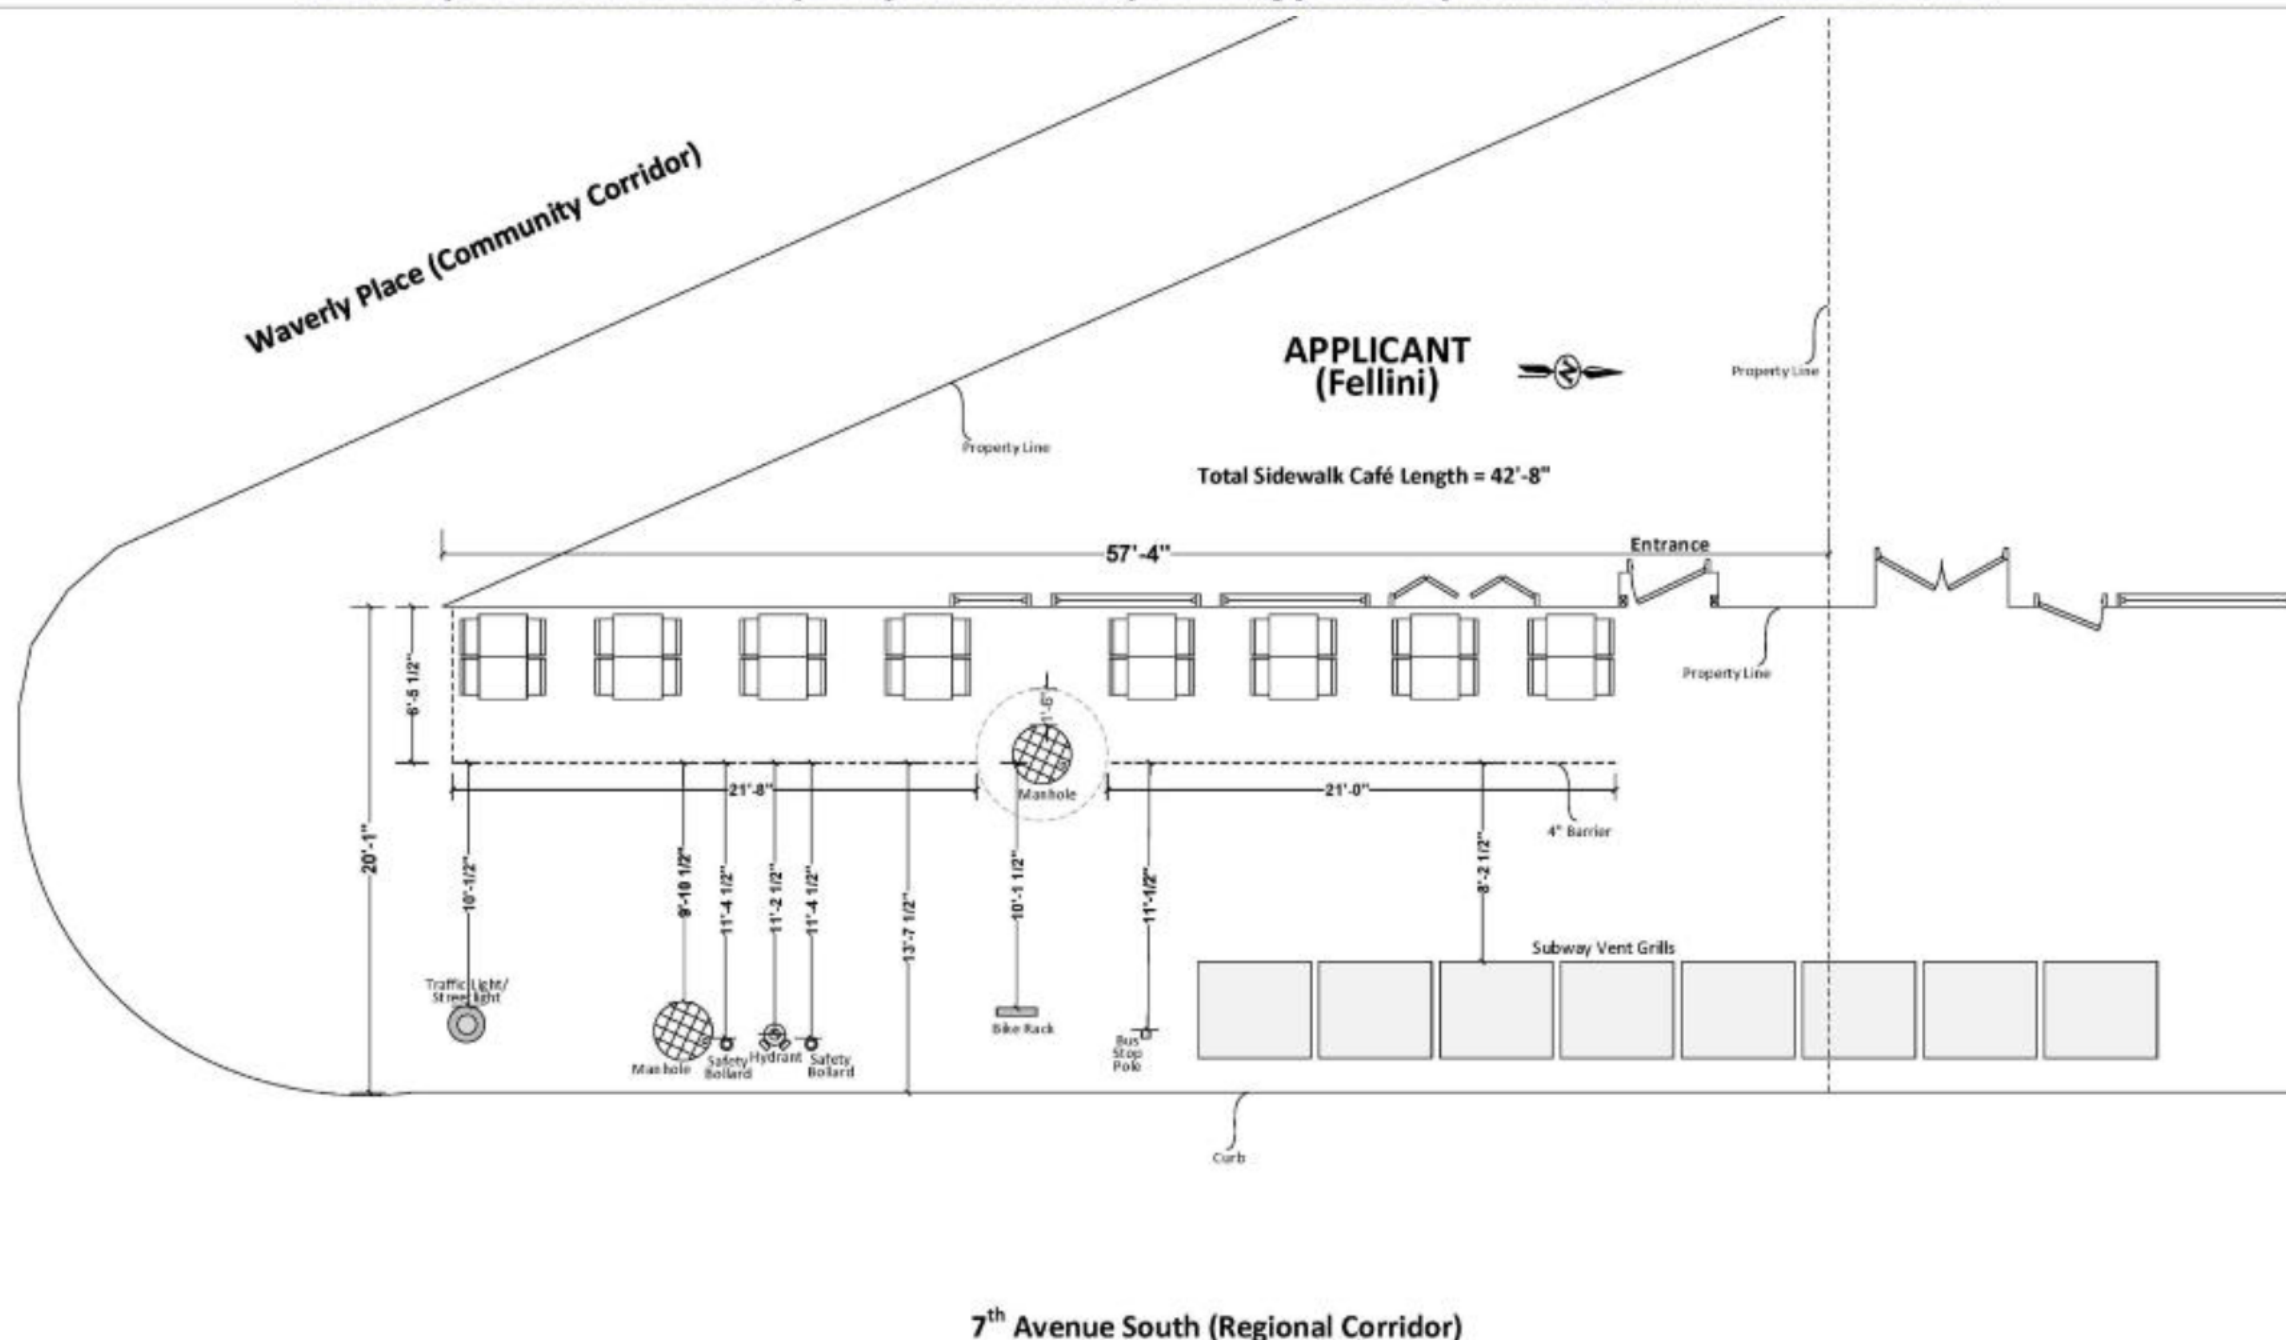 Waverly Place (Community Corridor)
APPLICANT
(Fellini)
N
Property Line
Property Line
Total Sidewalk Café Length = 42'-8"
57'-4"
Entrance
Property Line
6'-5 1/2"
1'-6"
Manhole
21'-8"
21'-0"
4" Barrier
20'-1"
10'-1/2"
9'-10 1/2"
11'-4 1/2"
11'-2 1/2"
11'-4 1/2"
13'-7 1/2"
10'-1 1/2"
11'-1/2"
8'-2 1/2"
Subway Vent Grills
Traffic Light/
Streetlight
Manhole
Safety
Bollard
Hydrant
Safety
Bollard
Bike Rack
Bus
Stop
Pole
Curb
7th Avenue South (Regional Corridor)